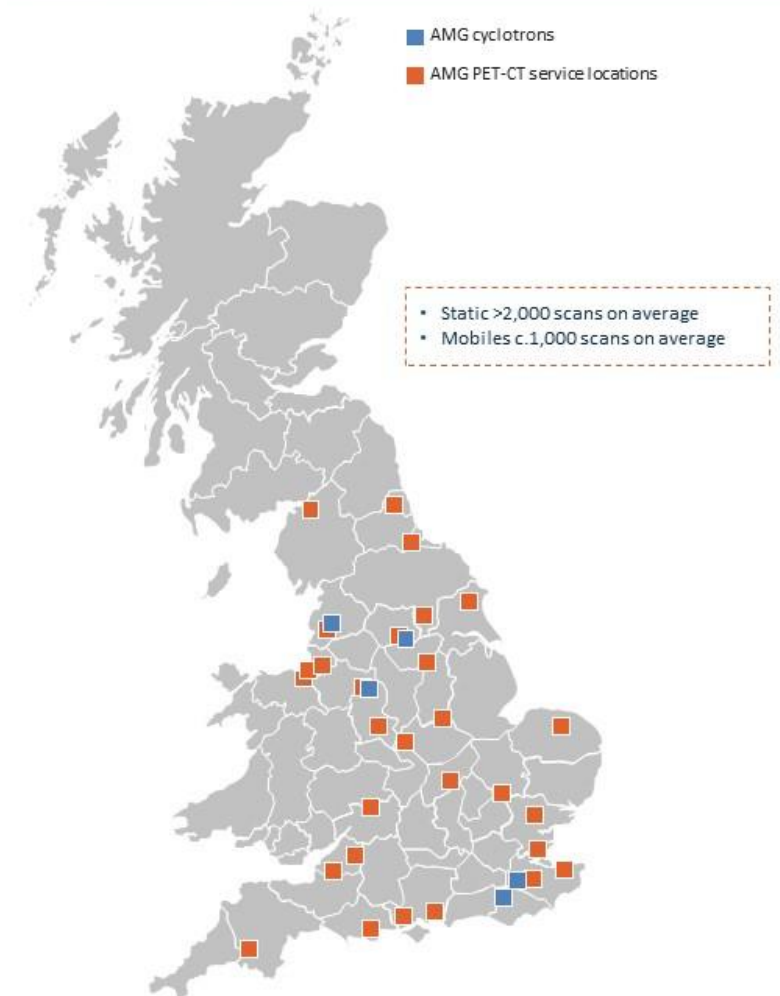 AMG cyclotrons
AMG PET-CT service locations
• Static >2,000 scans on average
• Mobiles c.1,000 scans on average